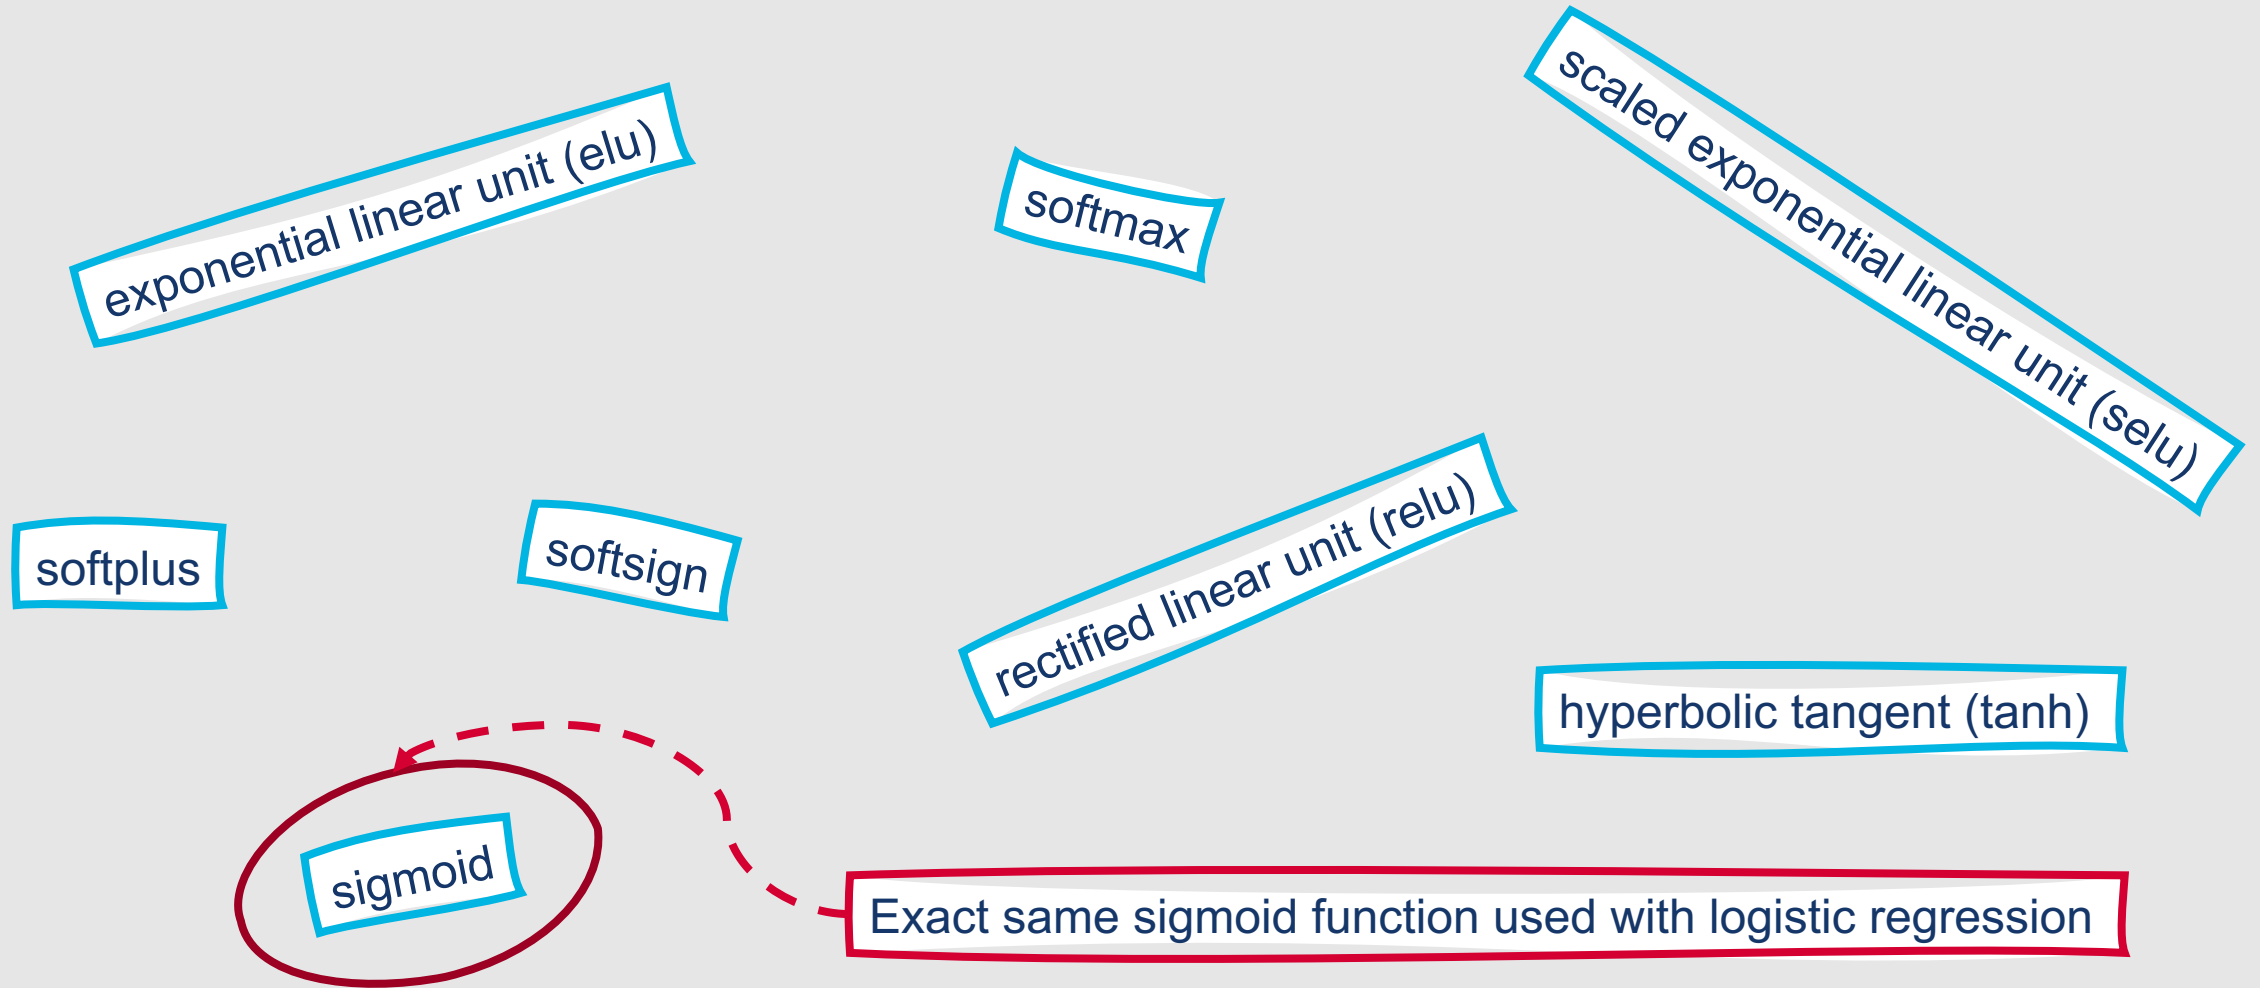 exponential linear unit (elu)
softmax
scaled exponential linear unit (selu)
softplus
softsign
rectified linear unit (relu)
hyperbolic tangent (tanh)
sigmoid
Exact same sigmoid function used with logistic regression